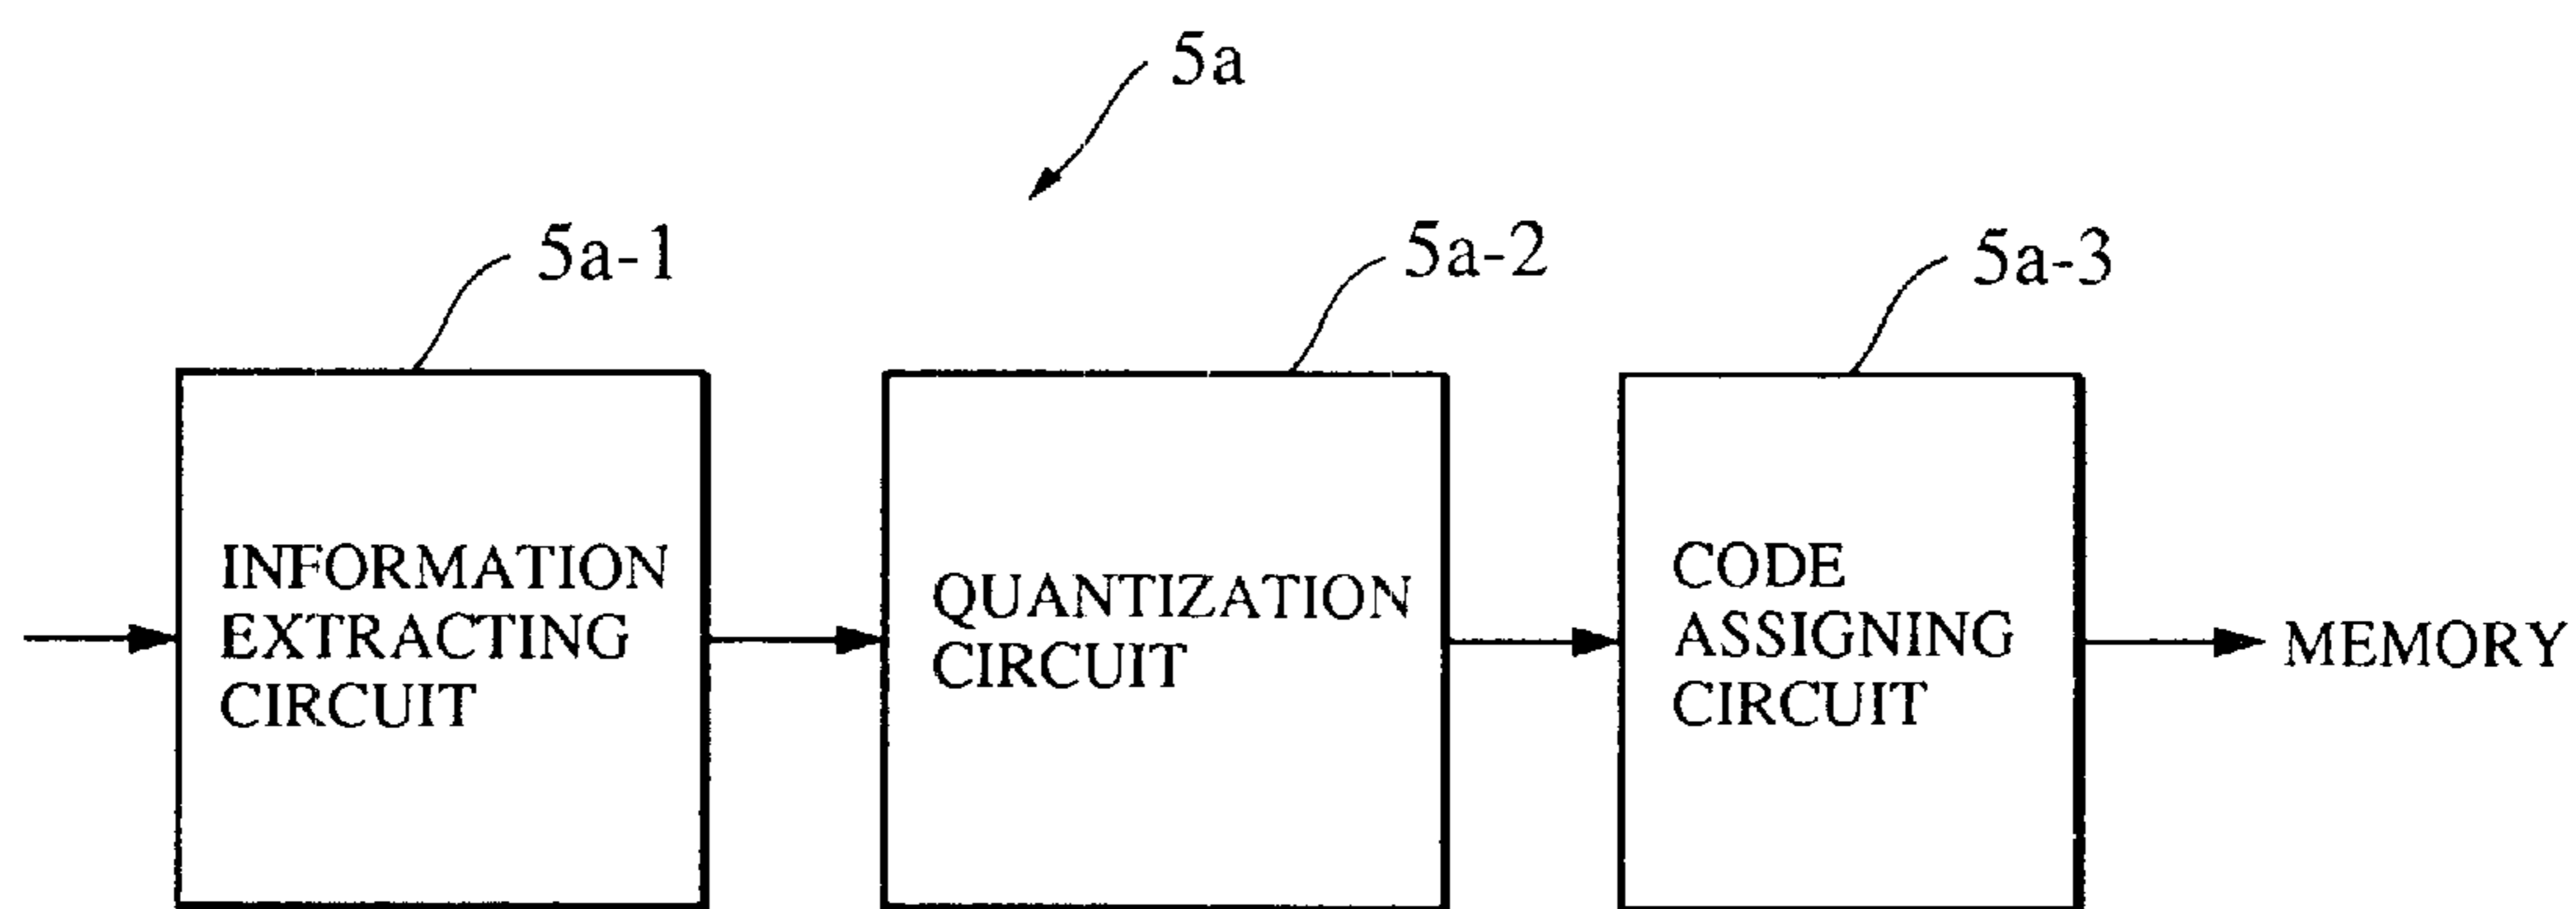 5a
5a-1
5a-2
5a-3
INFORMATION
EXTRACTING
CIRCUIT
QUANTIZATION
CIRCUIT
CODE
ASSIGNING
CIRCUIT
MEMORY